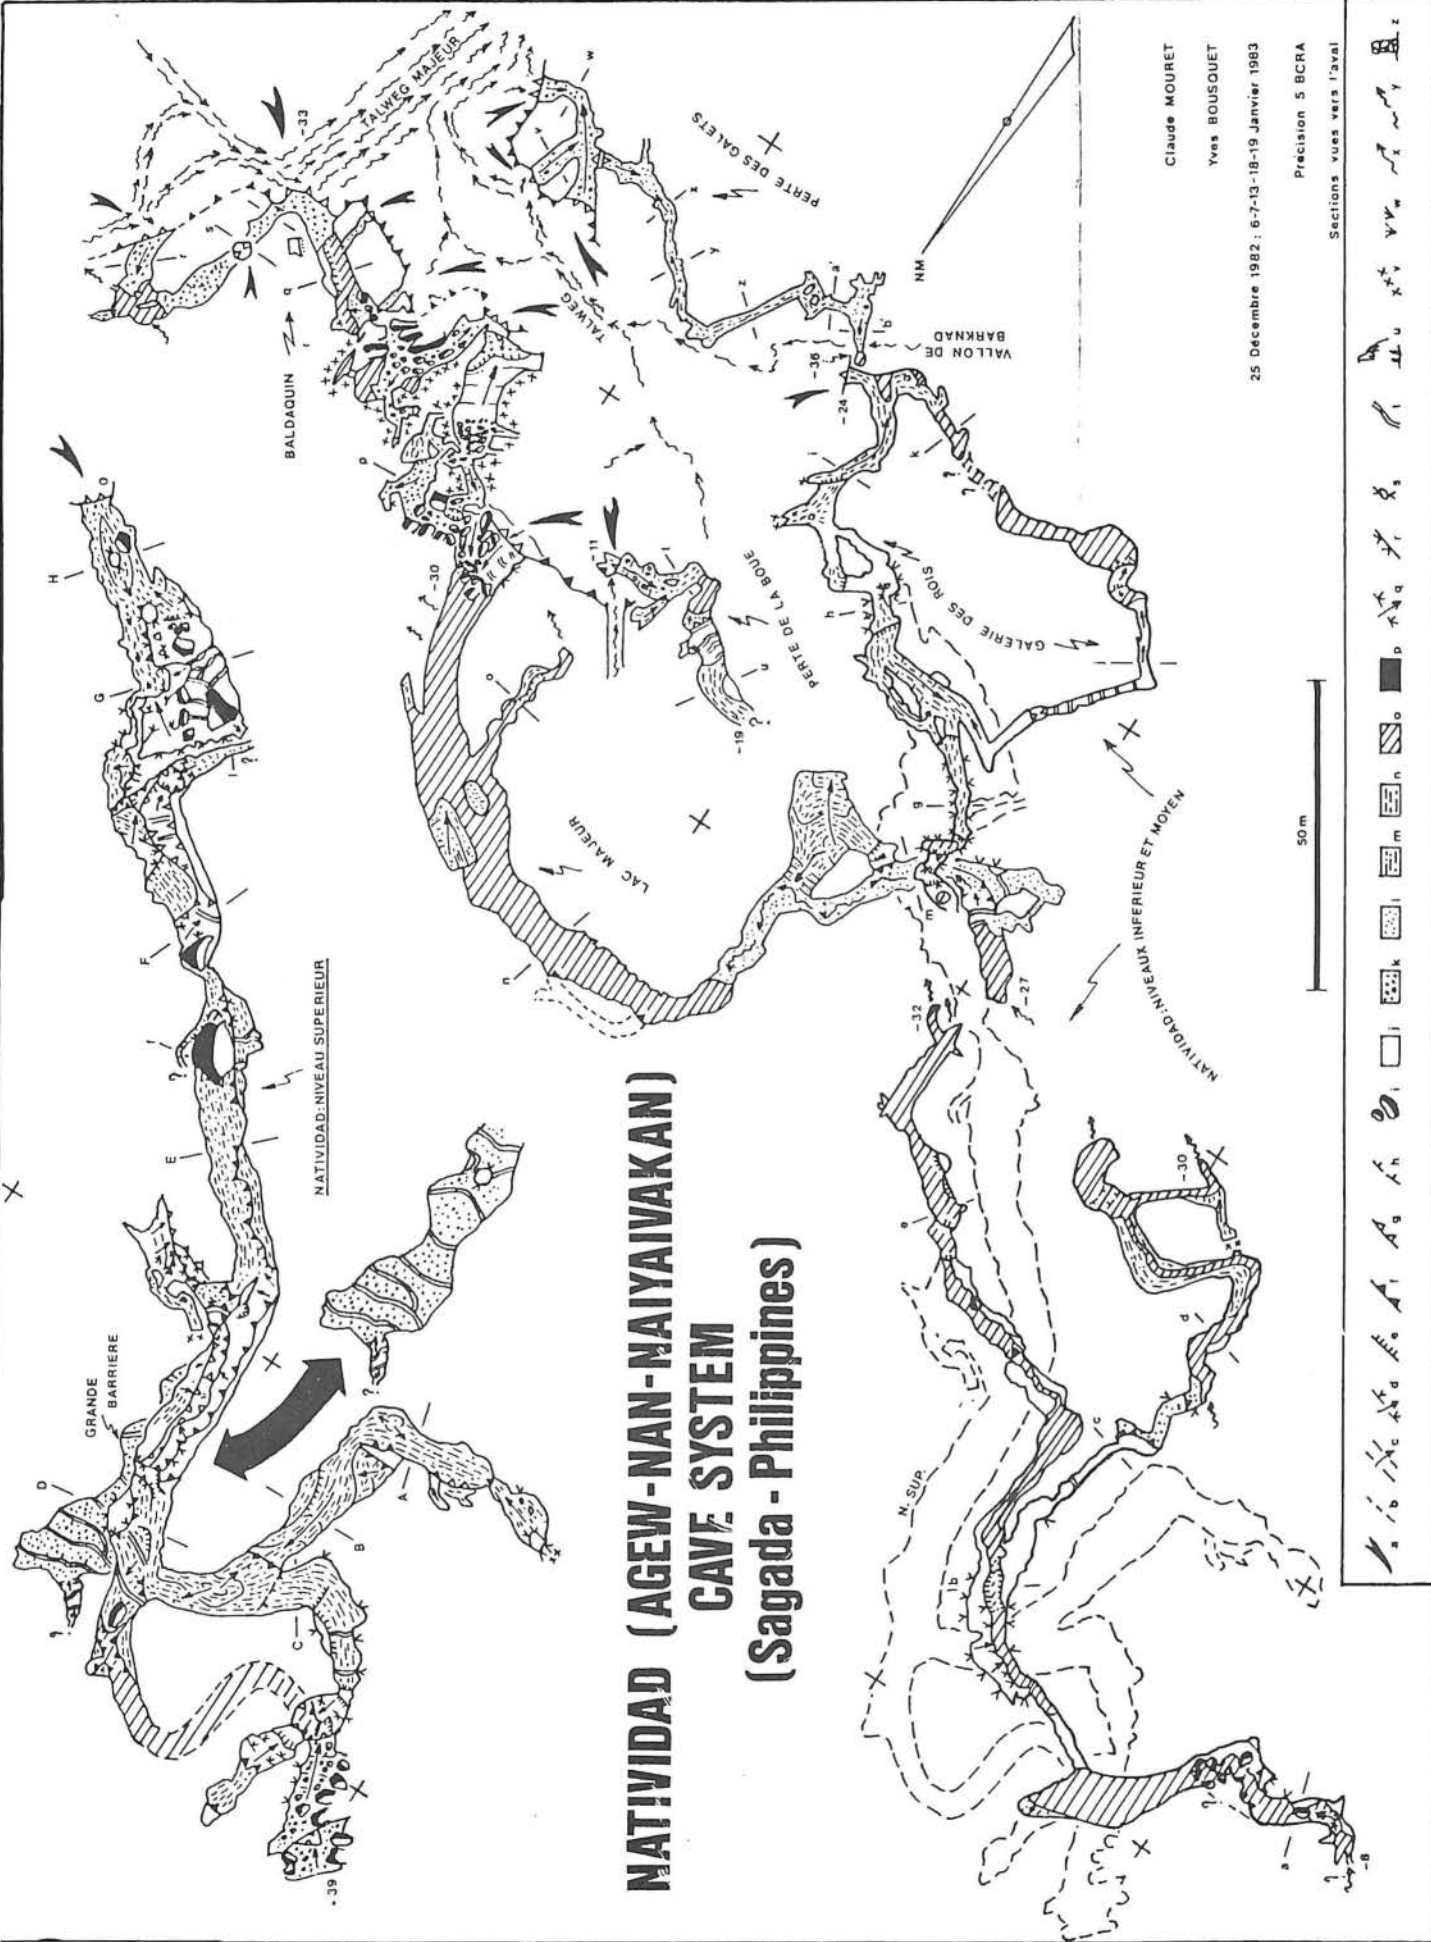 NATIVIDAD (AGEW-NAN-NAIYAIVAKAN)
CAVE SYSTEM
(Sagada - Philippines)
Claude MOURET
Yves BOUSQUET
25 Décembre 1982 ; 6-7-13-18-19 Janvier 1983
Précision 5 BCRA
Sections vues vers l'aval
GRANDE
BARRIERE
NATIVIDAD: NIVEAU SUPERIEUR
BALDAQUIN
TALWEG MAJEUR
TALWEG
PERTE DES GALETS
VALLON DE
BARKNAD
PERTE DE LA BOUE
LAC MAJEUR
GALERIE DES ROIS
NATIVIDAD: NIVEAUX INFERIEUR ET MOYEN
N. SUP.
NM
50 m
-39
-33
-30
-11
-19
-36
-24
-27
-32
-30
-8
A
B
C
D
E
F
G
H
I
O
a
b
c
d
e
g
h
i
k
l
m
n
o
p
q
r
s
u
v
w
x
y
z
a'
b'
a b c d e f g h i j k l m n o p q r s t u v w x y z